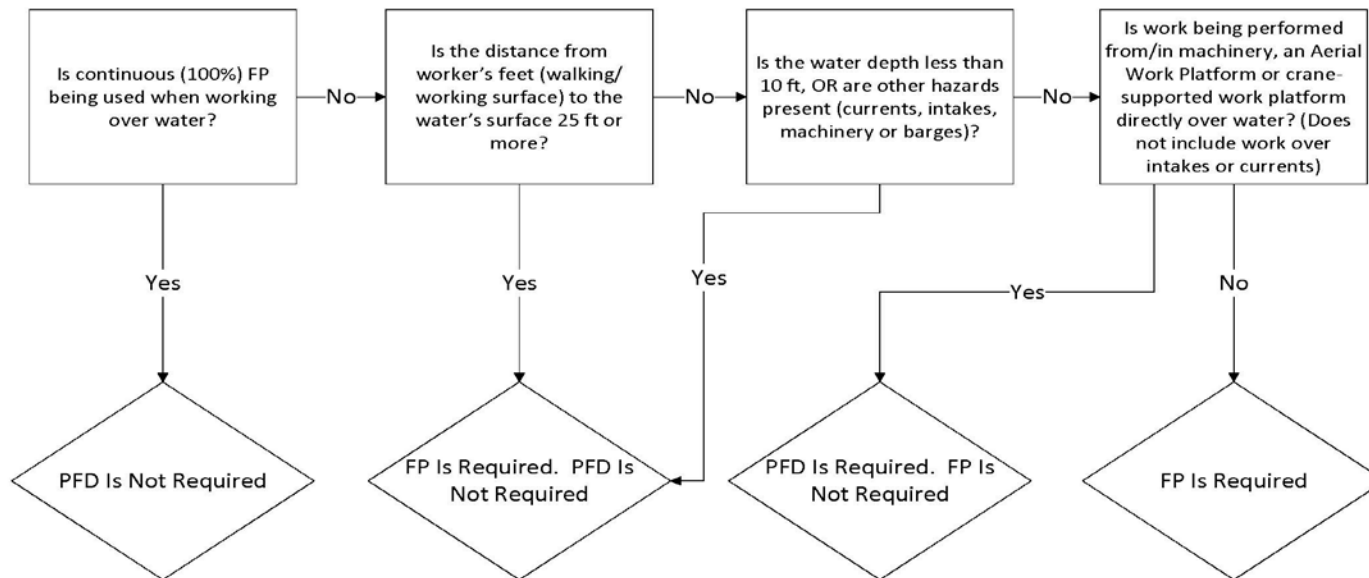 Is continuous (100%) FP
being used when working
over water?
No
Is the distance from
worker's feet (walking/
working surface) to the
water's surface 25 ft or
more?
No
Is the water depth less than
10 ft, OR are other hazards
present (currents, intakes,
machinery or barges)?
No
Is work being performed
from/in machinery, an Aerial
Work Platform or crane-
supported work platform
directly over water? (Does
not include work over
intakes or currents)
Yes
Yes
Yes
Yes
No
PFD Is Not Required
FP Is Required.  PFD Is
Not Required
PFD Is Required.  FP Is
Not Required
FP Is Required